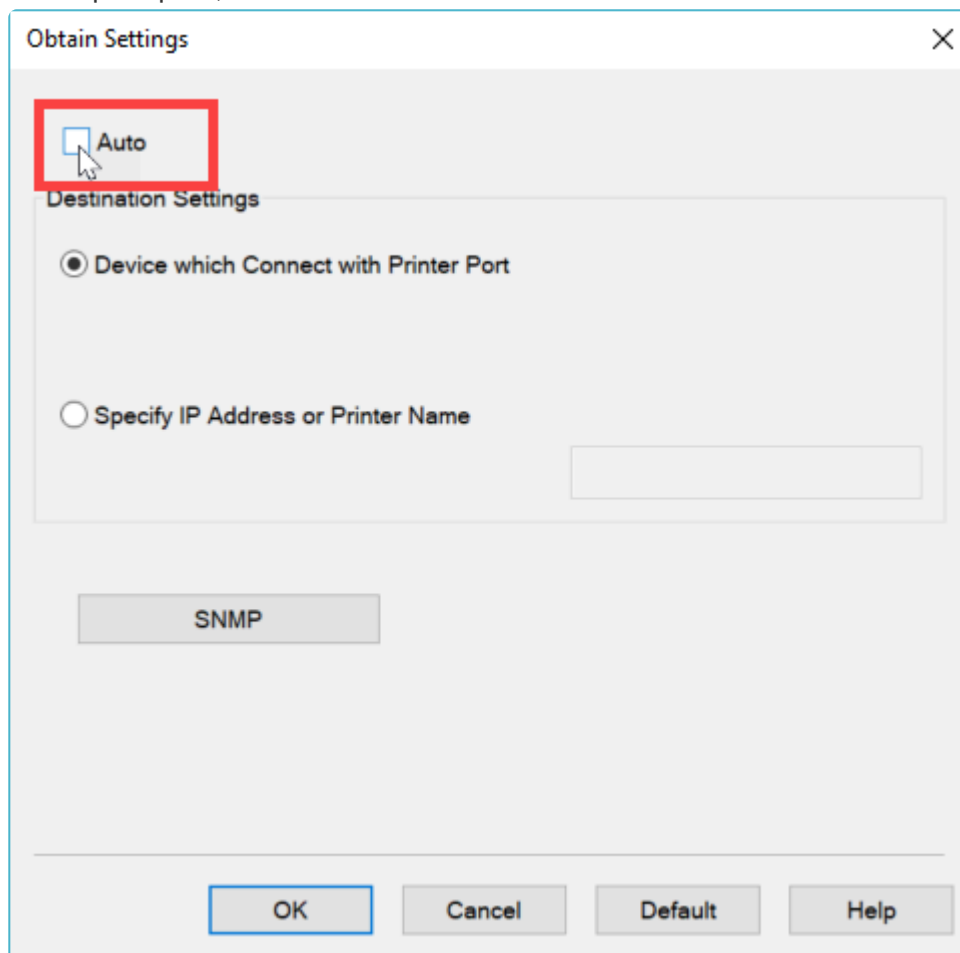 Obtain Settings
Auto
Destination Settings
Device which Connect with Printer Port
Specify IP Address or Printer Name
SNMP
OK Cancel Default Help